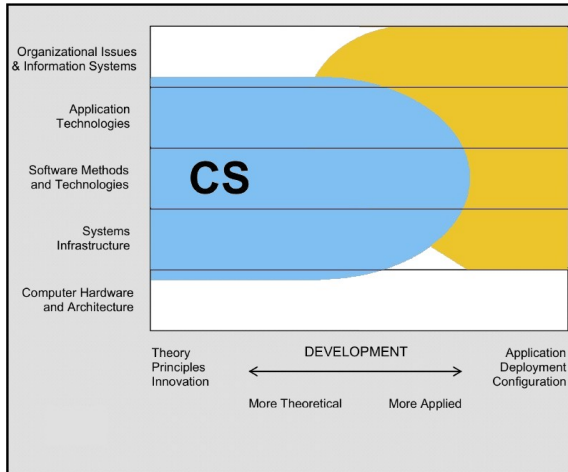 Organizational Issues
& Information Systems
Application
Technologies
Software Methods
and Technologies
CS
Systems
Infrastructure
Computer Hardware
and Architecture
Theory
Principles
Innovation
DEVELOPMENT
Application
Deployment
Configuration
More Theoretical
More Applied